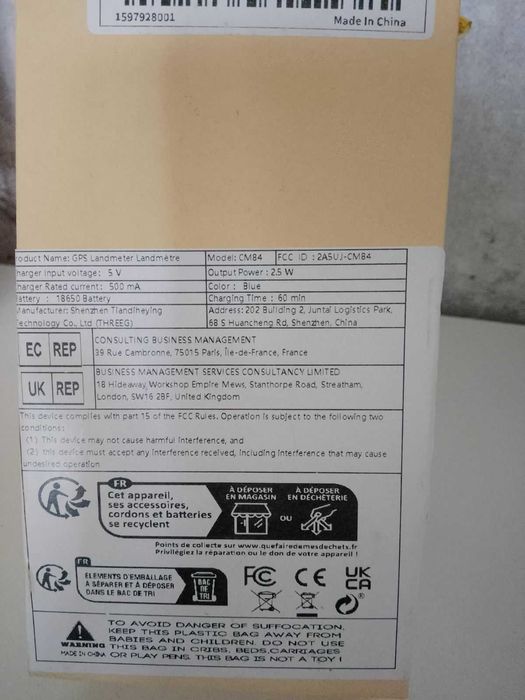 1597928001
Made In China
roduct Name: GPS Landmeter Landmètre
Model: CM84
FCC ID : 2A5UJ-CM84
harger input voltage: 5 V
Output Power : 2.5 W
harger Rated current: 500 mA
Color : Blue
attery : 18650 Battery
Charging Time : 60 min
Manufacturer: Shenzhen Tiandiheying
Technology Co., Ltd (THREEG)
Address: 202 Building 2, Juntai Logistics Park,
68 S Huancheng Rd, Shenzhen, China
EC REP
CONSULTING BUSINESS MANAGEMENT
39 Rue Cambronne, 75015 Paris, Île-de-France, France
UK REP
BUSINESS MANAGEMENT SERVICES CONSULTANCY LIMITED
18 Hideaway Workshop Empire Mews, Stanthorpe Road, Streatham,
London, SW16 2BF, United Kingdom
This device complies with part 15 of the FCC Rules. Operation is subject to the following two
conditions:
(1) This device may not cause harmful interference, and
(2) this device must accept any interference received, including interference that may cause
undesired operation
FR
Cet appareil,
ses accessoires,
cordons et batteries
se recyclent
À DÉPOSER
EN MAGASIN
OU
À DÉPOSER
EN DÉCHÈTERIE
Points de collecte sur www.quefairedemesdechets.fr
Privilégiez la réparation ou le don de votre appareil !
FR
ÉLÉMENTS D'EMBALLAGE
À SÉPARER ET À DÉPOSER
DANS LE BAC DE TRI
BAC
DE
TRI
FC CE UK
CA
WARNING
MADE IN CHINA
TO AVOID DANGER OF SUFFOCATION,
KEEP THIS PLASTIC BAG AWAY FROM
BABIES AND CHILDREN. DO NOT USE
THIS BAG IN CRIBS, BEDS,CARRIAGES
OR PLAY PENS. THIS BAG IS NOT A TOY !